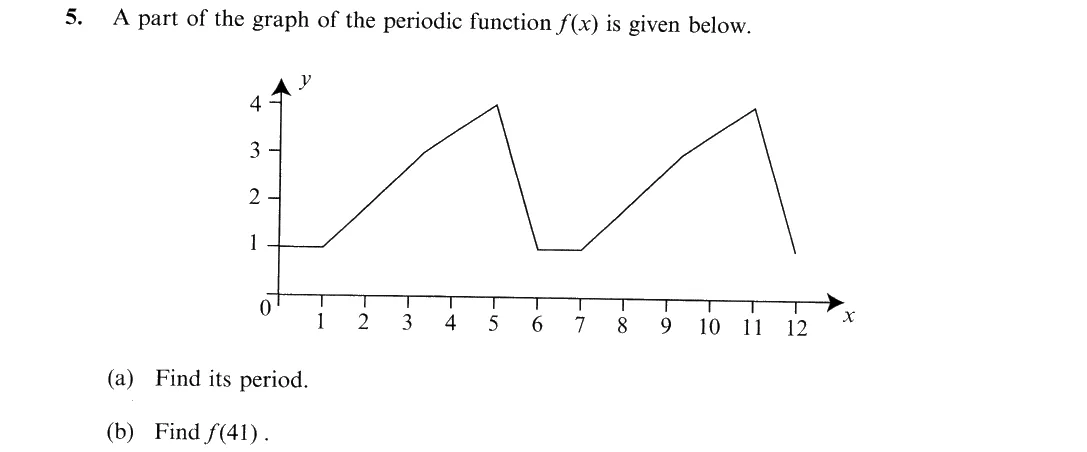 5. A part of the graph of the periodic function f(x) is given below.
y
4
3
2
1
0
1 2 3 4 5 6 7 8 9 10 11 12
x
(a) Find its period.
(b) Find f(41).